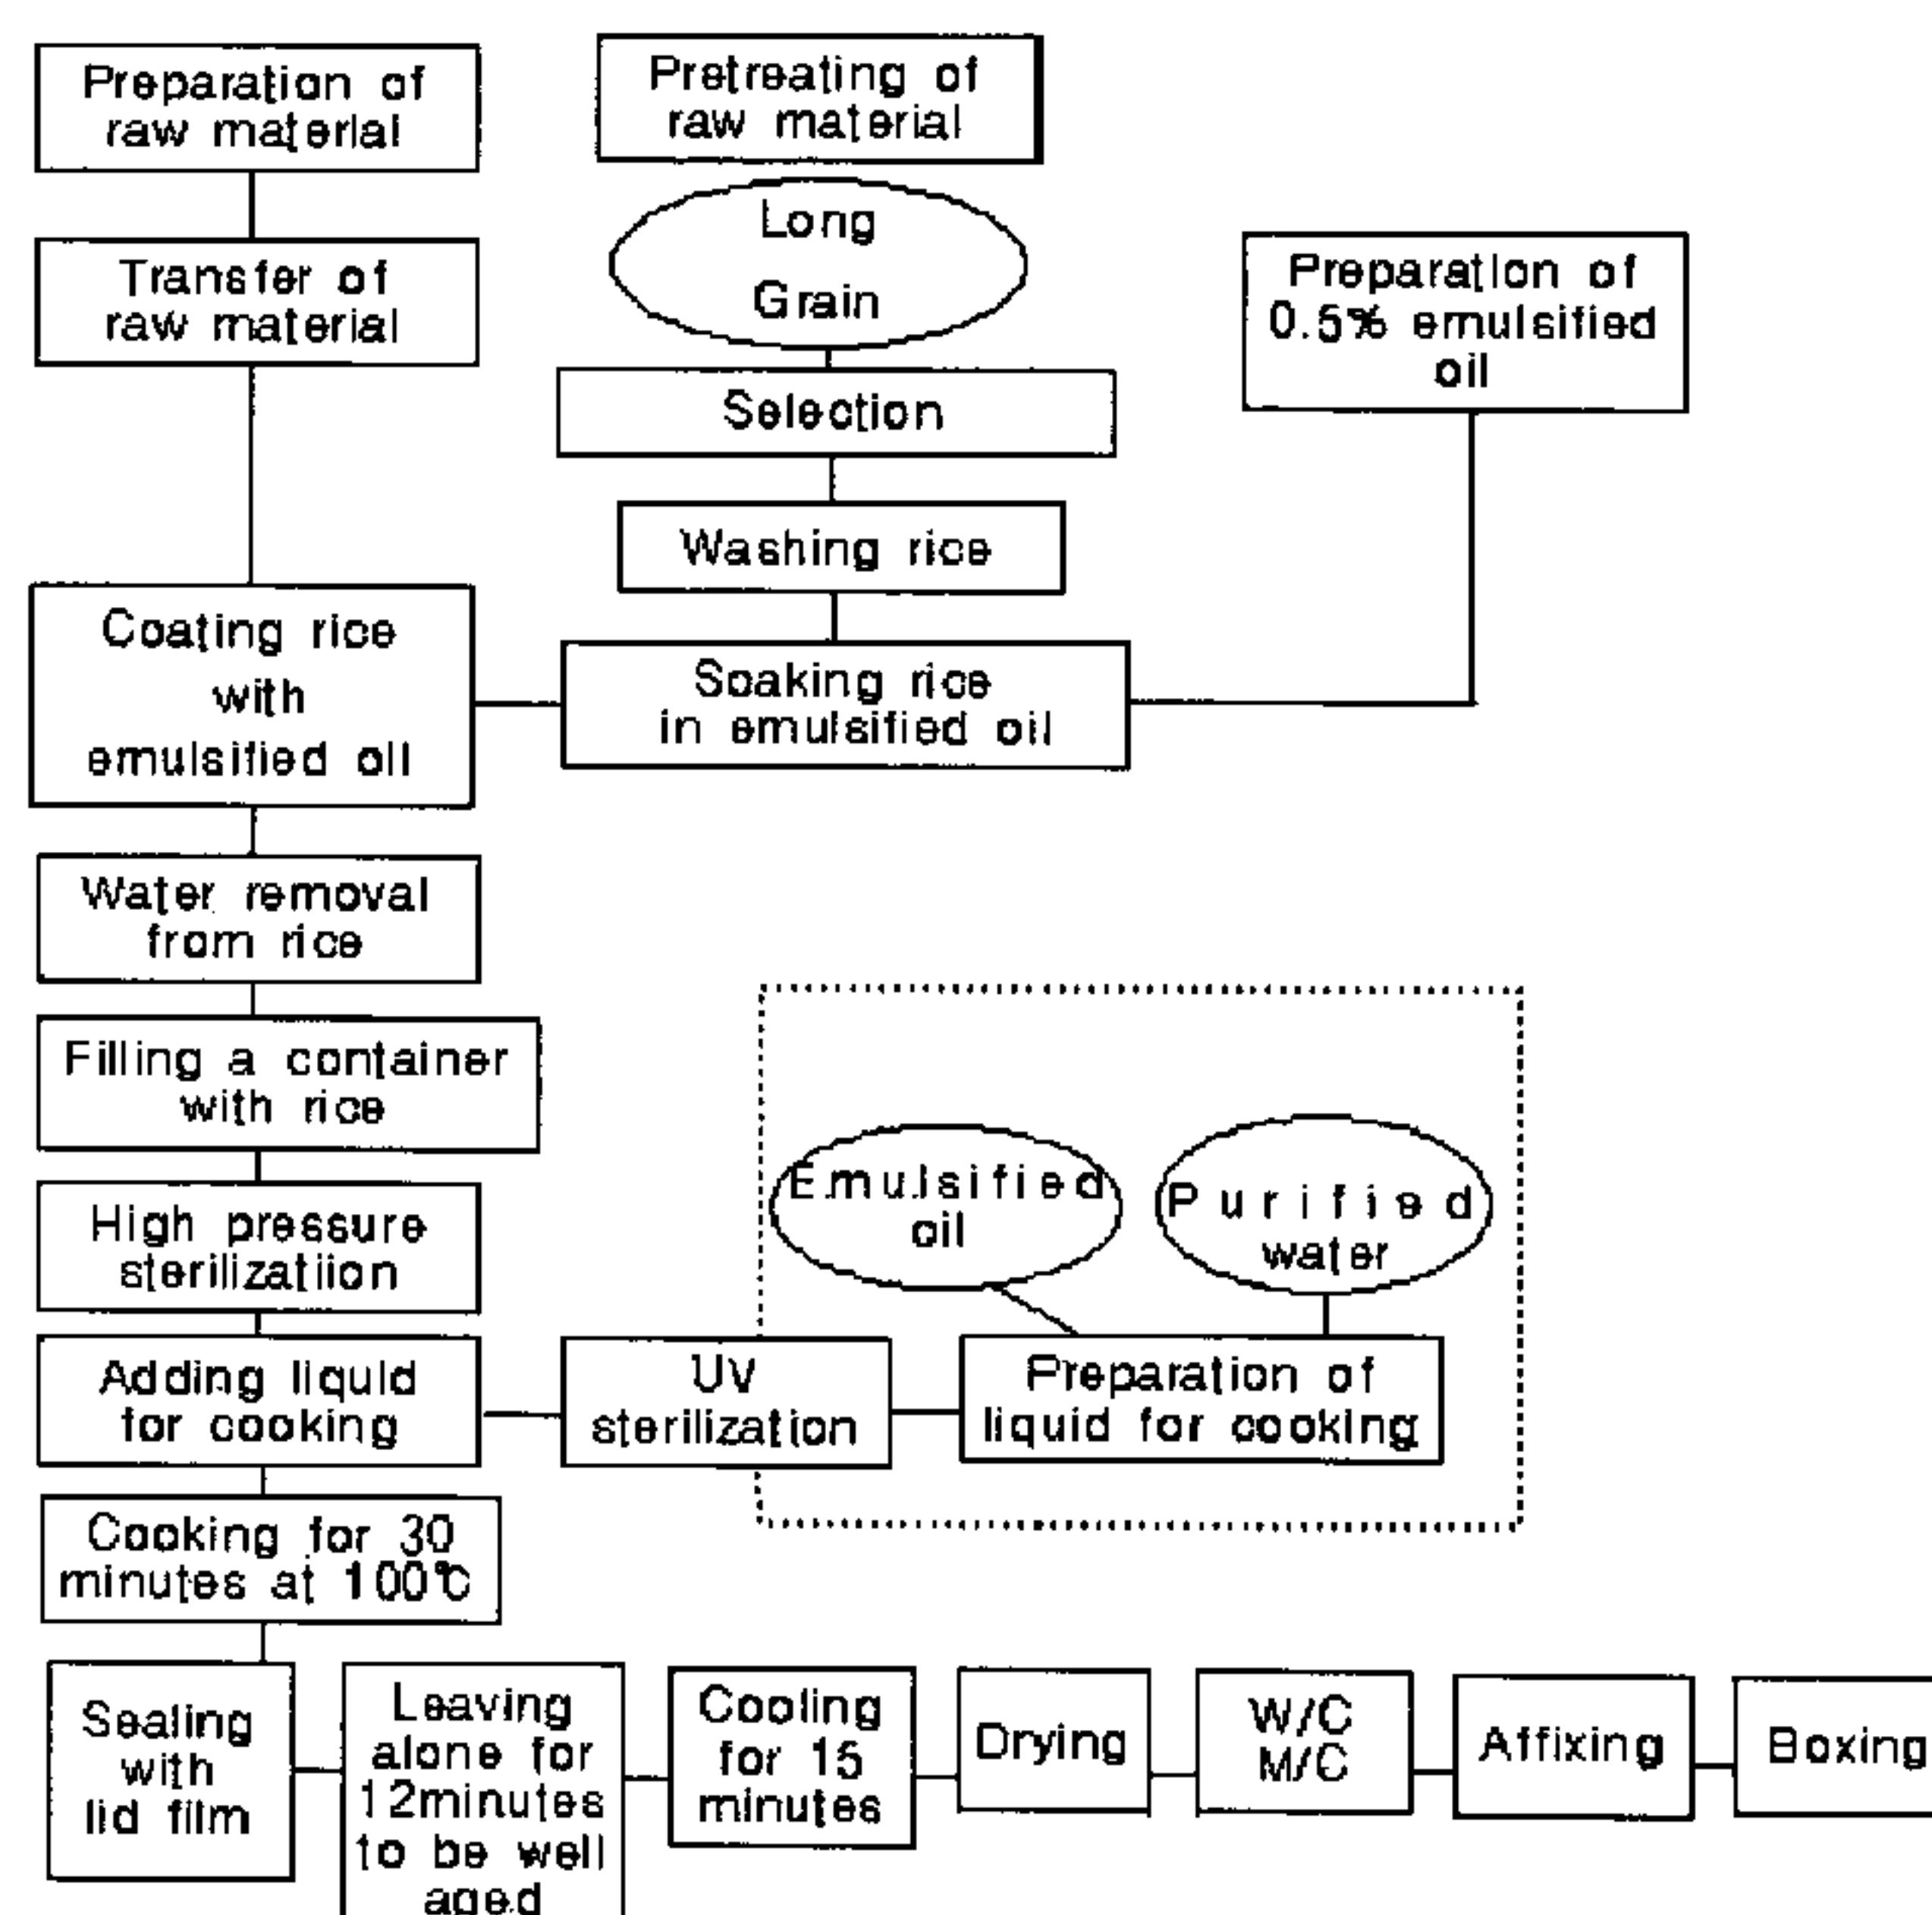 Preparation of
raw material
Pretreating of
raw material
Long
Grain
Transfer of
raw material
Preparation of
0.5% emulsified
oil
Selection
Washing rice
Coating rice
with
emulsified oil
Soaking rice
in emulsified oil
Water removal
from rice
Filling a container
with rice
High pressure
sterilizatiion
Emulsified
oil
Purified
water
Adding liquid
for cooking
UV
sterilization
Preparation of
liquid for cooking
Cooking for 30
minutes at 100℃
Sealing
with
lid film
Leaving
alone for
12minutes
to be well
aged
Cooling
for 15
minutes
Drying
W/C
M/C
Affixing
Boxing